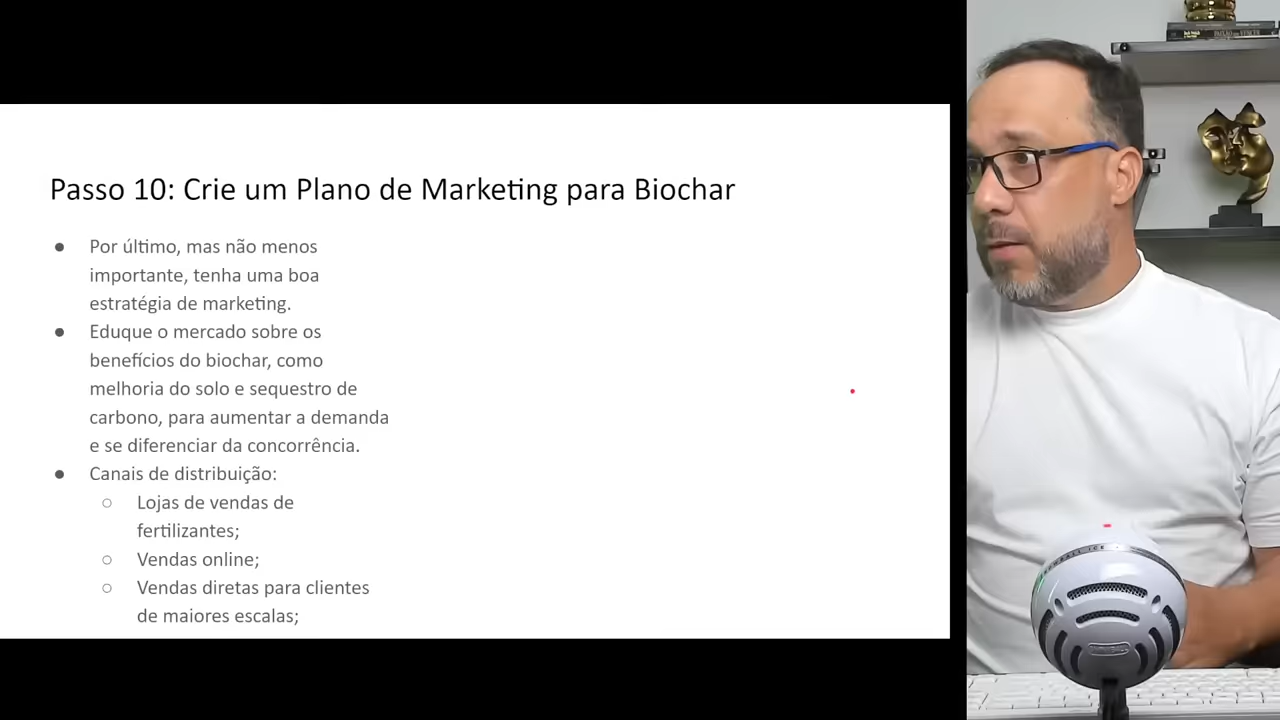 Passo 10: Crie um Plano de Marketing para Biochar
● Por último, mas não menos
importante, tenha uma boa
estratégia de marketing.
● Eduque o mercado sobre os
benefícios do biochar, como
melhoria do solo e sequestro de
carbono, para aumentar a demanda
e se diferenciar da concorrência.
● Canais de distribuição:
○ Lojas de vendas de
fertilizantes;
○ Vendas online;
○ Vendas diretas para clientes
de maiores escalas;